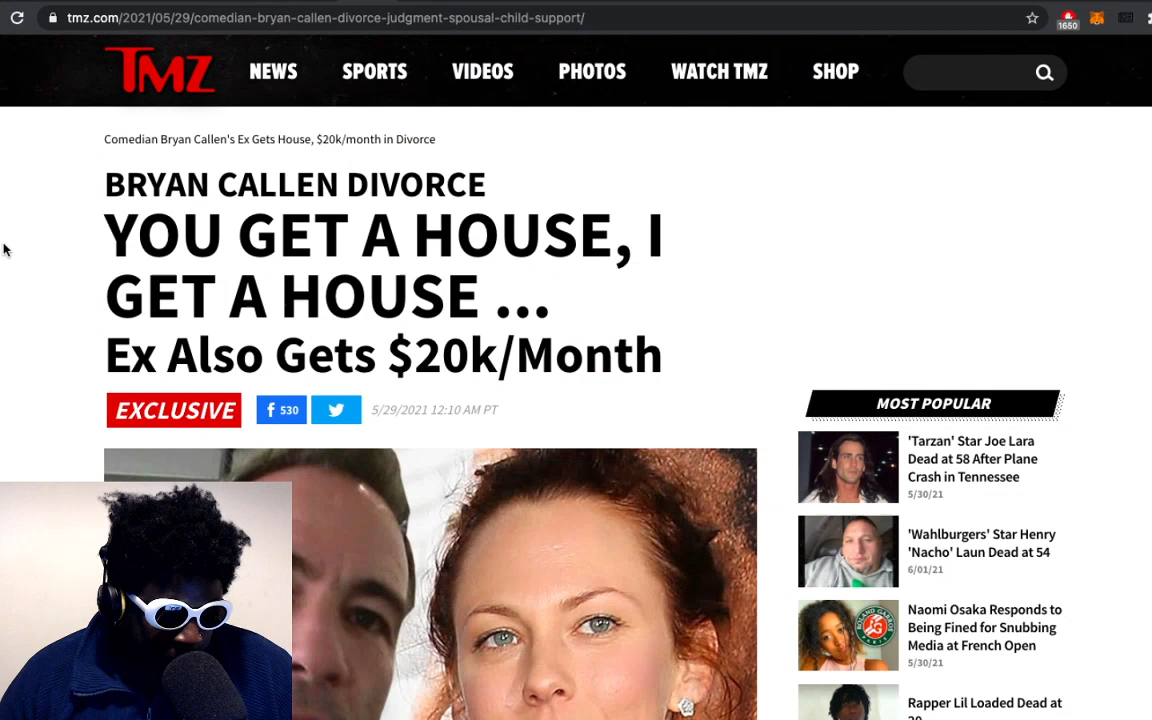 tmz.com/2021/05/29/comedian-bryan-callen-divorce-judgment-spousal-child-support/
1650
TMZ
NEWS
SPORTS
VIDEOS
PHOTOS
WATCH TMZ
SHOP
Comedian Bryan Callen's Ex Gets House, $20k/month in Divorce
BRYAN CALLEN DIVORCE
YOU GET A HOUSE, I
GET A HOUSE ...
Ex Also Gets $20k/Month
EXCLUSIVE
f 530
5/29/2021 12:10 AM PT
MOST POPULAR
'Tarzan' Star Joe Lara
Dead at 58 After Plane
Crash in Tennessee
5/30/21
'Wahlburgers' Star Henry
'Nacho' Laun Dead at 54
6/01/21
Naomi Osaka Responds to
Being Fined for Snubbing
Media at French Open
5/30/21
Rapper Lil Loaded Dead at